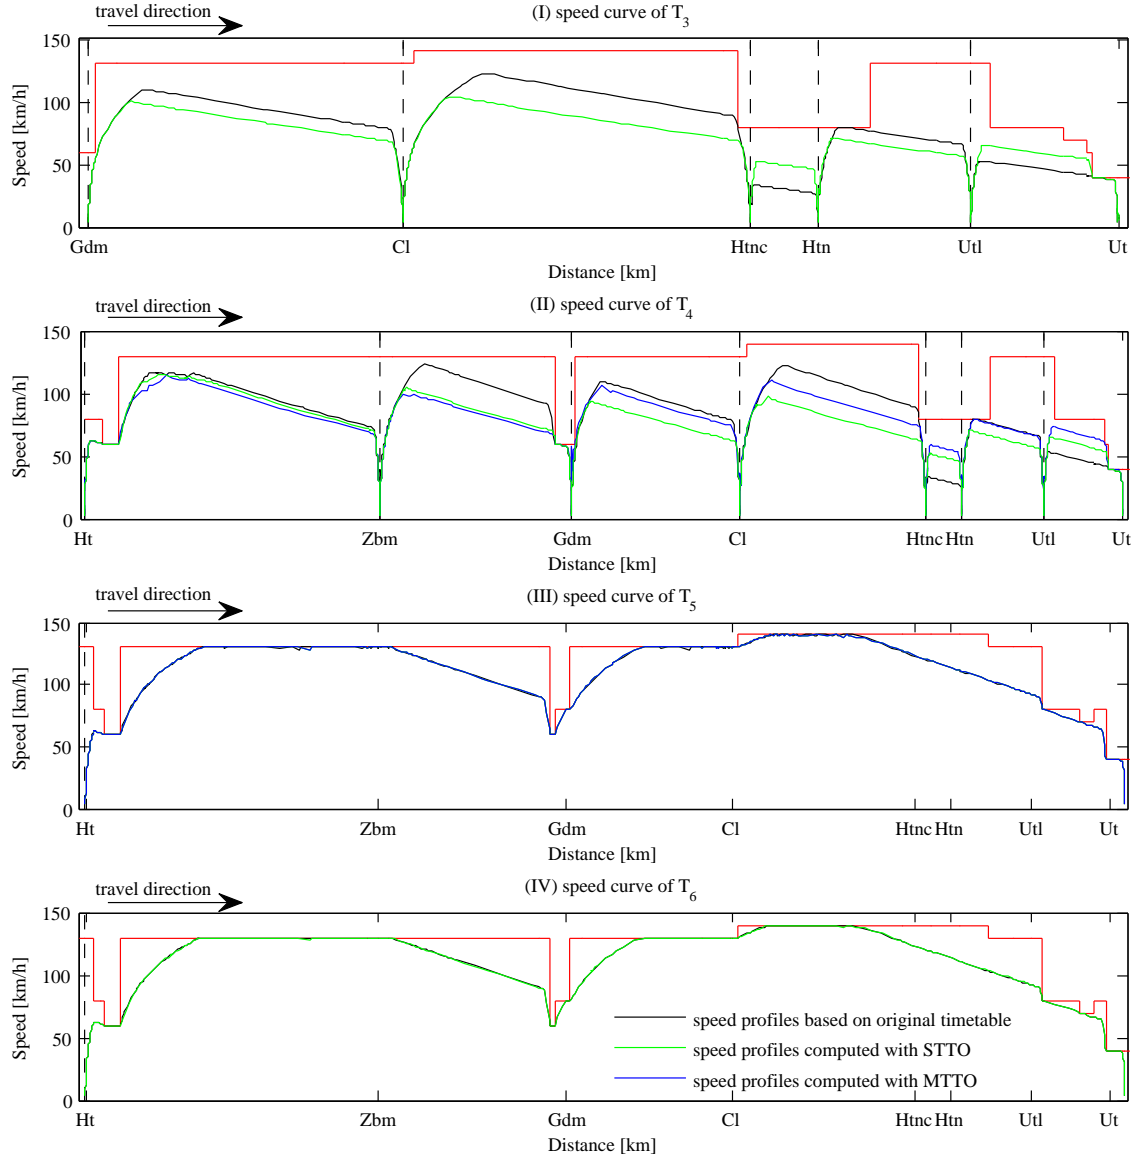 (I) speed curve of T3
travel direction
150
100
50
0
Speed [km/h]
Gdm Cl Htnc Htn Utl Ut
Distance [km]
(II) speed curve of T4
travel direction
150
100
50
0
Speed [km/h]
Ht Zbm Gdm Cl Htnc Htn Utl Ut
Distance [km]
(III) speed curve of T5
travel direction
150
100
50
0
Speed [km/h]
Ht Zbm Gdm Cl Htnc Htn Utl Ut
Distance [km]
(IV) speed curve of T6
travel direction
150
100
50
0
Speed [km/h]
speed profiles based on original timetable
speed profiles computed with STTO
speed profiles computed with MTTO
Ht Zbm Gdm Cl Htnc Htn Utl Ut
Distance [km]